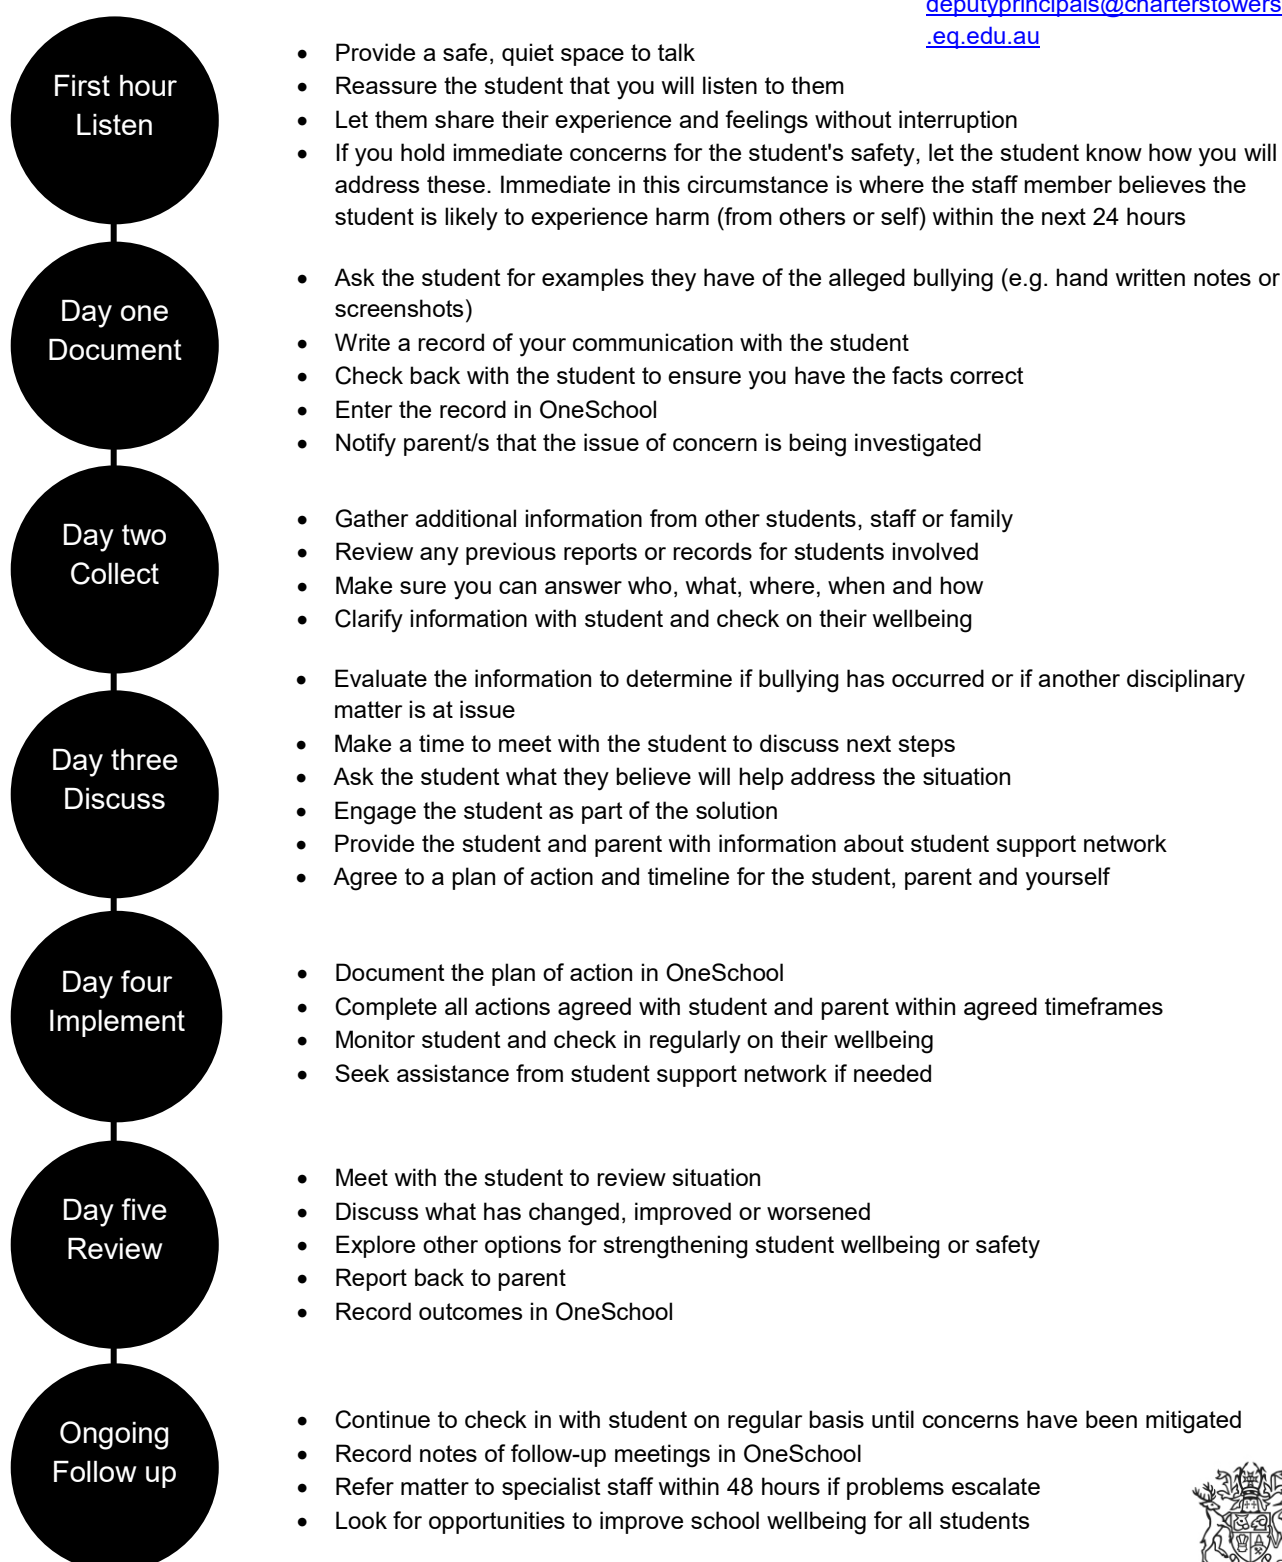 deputyprincipals@charterstowers
.eq.edu.au
First hour
Listen
• Provide a safe, quiet space to talk
• Reassure the student that you will listen to them
• Let them share their experience and feelings without interruption
• If you hold immediate concerns for the student's safety, let the student know how you will
address these. Immediate in this circumstance is where the staff member believes the
student is likely to experience harm (from others or self) within the next 24 hours
Day one
Document
• Ask the student for examples they have of the alleged bullying (e.g. hand written notes or
screenshots)
• Write a record of your communication with the student
• Check back with the student to ensure you have the facts correct
• Enter the record in OneSchool
• Notify parent/s that the issue of concern is being investigated
Day two
Collect
• Gather additional information from other students, staff or family
• Review any previous reports or records for students involved
• Make sure you can answer who, what, where, when and how
• Clarify information with student and check on their wellbeing
Day three
Discuss
• Evaluate the information to determine if bullying has occurred or if another disciplinary
matter is at issue
• Make a time to meet with the student to discuss next steps
• Ask the student what they believe will help address the situation
• Engage the student as part of the solution
• Provide the student and parent with information about student support network
• Agree to a plan of action and timeline for the student, parent and yourself
Day four
Implement
• Document the plan of action in OneSchool
• Complete all actions agreed with student and parent within agreed timeframes
• Monitor student and check in regularly on their wellbeing
• Seek assistance from student support network if needed
Day five
Review
• Meet with the student to review situation
• Discuss what has changed, improved or worsened
• Explore other options for strengthening student wellbeing or safety
• Report back to parent
• Record outcomes in OneSchool
Ongoing
Follow up
• Continue to check in with student on regular basis until concerns have been mitigated
• Record notes of follow-up meetings in OneSchool
• Refer matter to specialist staff within 48 hours if problems escalate
• Look for opportunities to improve school wellbeing for all students